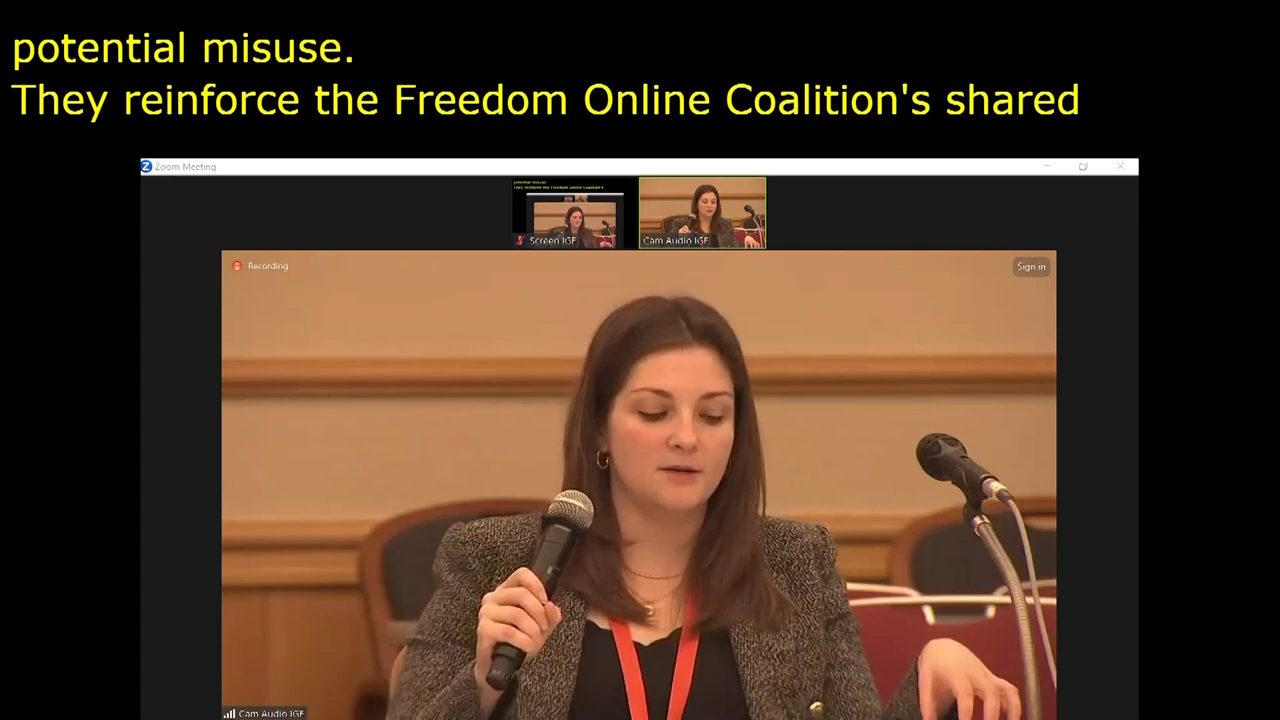 potential misuse.
They reinforce the Freedom Online Coalition's shared
Zoom Meeting
Screen IGF
Cam Audio IGF
Recording
Sign in
Cam Audio IGF